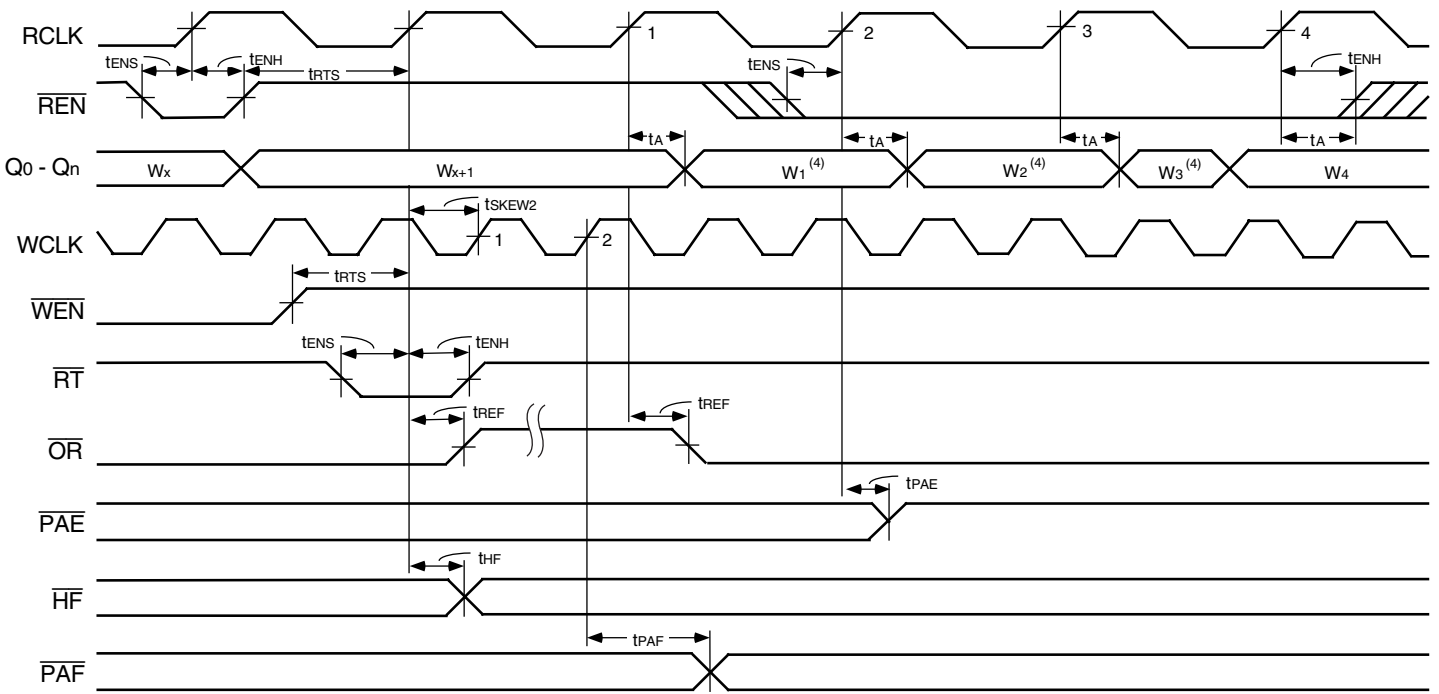 RCLK 1 2 3 4
tENS tENH tRTS tENS tENH
REN
tA tA tA tA
Q0 - Qn Wx Wx+1 W1(4) W2(4) W3(4) W4
tSKEW2
WCLK 1 2
tRTS
WEN
tENS tENH
RT
tREF tREF
OR
tPAE
PAE
tHF
HF
tPAF
PAF